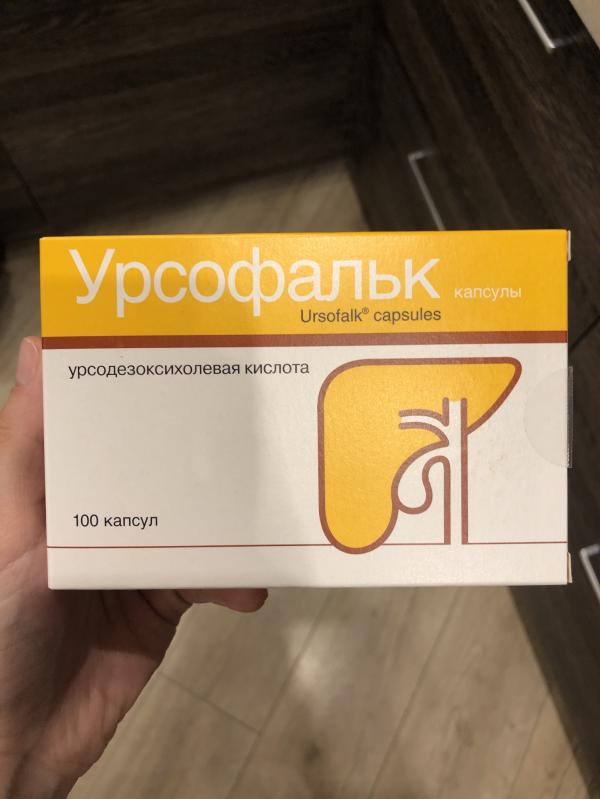 Урсофальк капсулы
Ursofalk® capsules
урсодезоксихолевая кислота
100 капсул